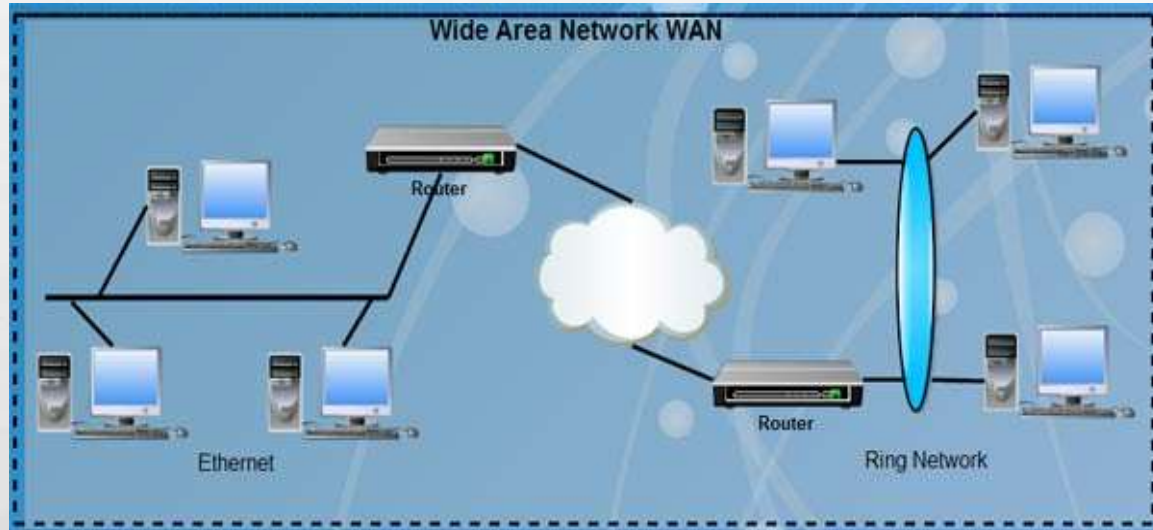 Wide Area Network WAN
Router
Router
Ethernet
Ring Network